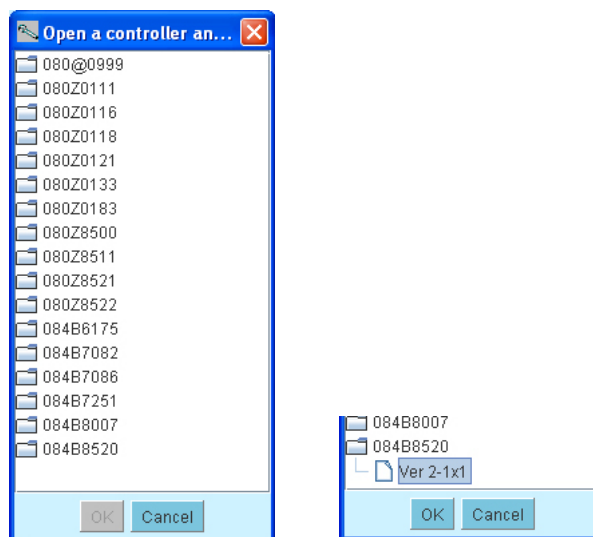 Open a controller an...
080@0999
080Z0111
080Z0116
080Z0118
080Z0121
080Z0133
080Z0183
080Z8500
080Z8511
080Z8521
080Z8522
084B6175
084B7082
084B7086
084B7251
084B8007
084B8520
OK Cancel
084B8007
084B8520
Ver 2-1x1
OK Cancel